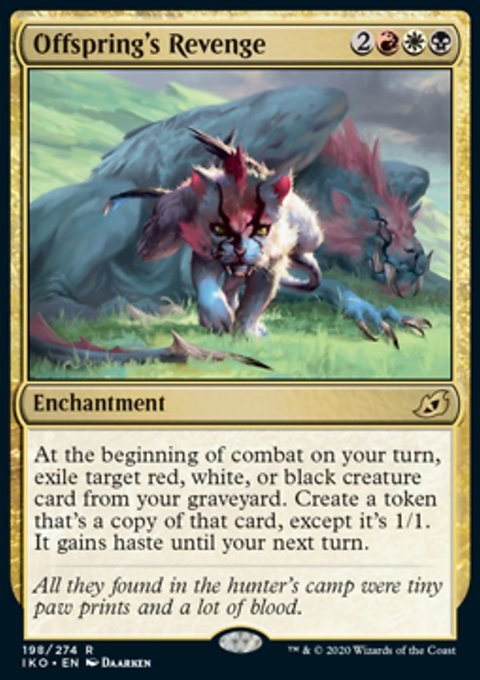 Offspring's Revenge 2
Enchantment
At the beginning of combat on your turn,
exile target red, white, or black creature
card from your graveyard. Create a token
that's a copy of that card, except it's 1/1.
It gains haste until your next turn.
All they found in the hunter's camp were tiny
paw prints and a lot of blood.
198/274 R
IKO • EN Daarken
™ & © 2020 Wizards of the Coast